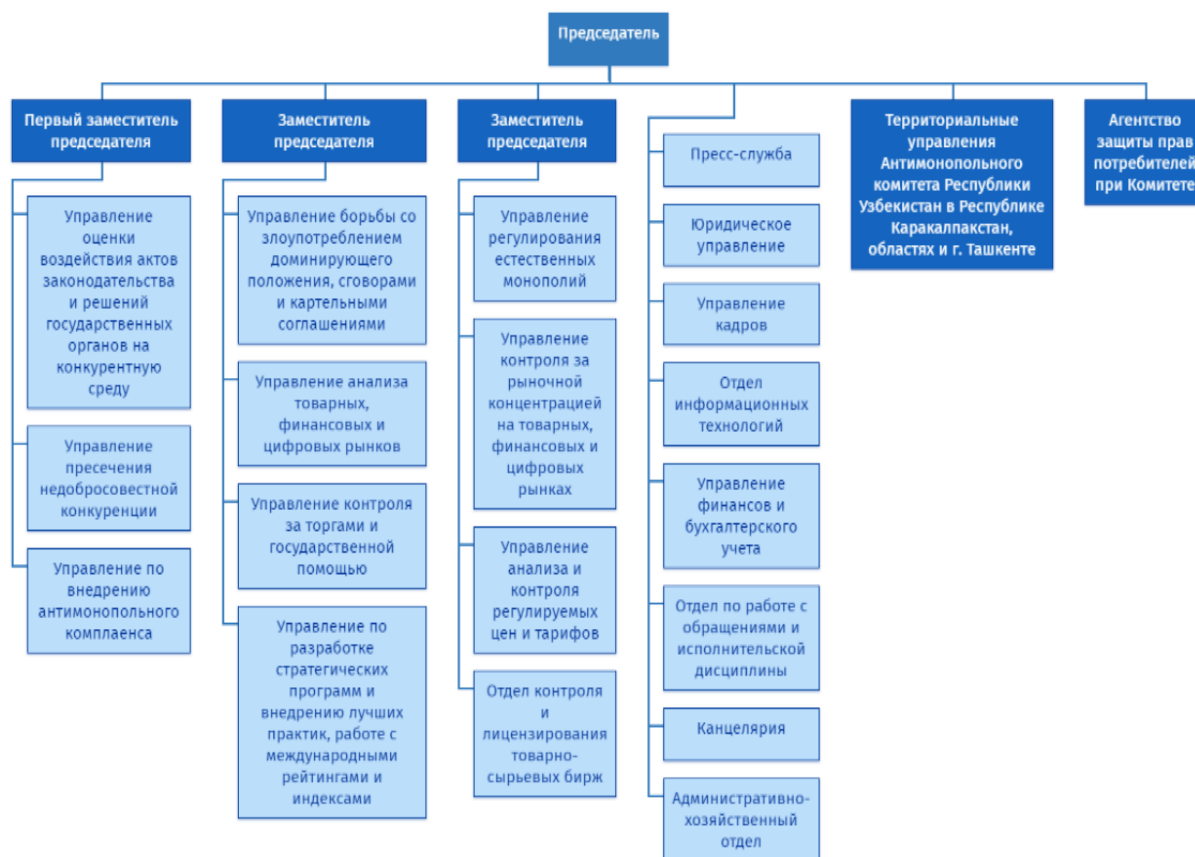 Председатель
Первый заместитель
председателя
Управление
оценки
воздействия актов
законодательства
и решений
государственных
органов на
конкурентную
среду
Управление
пресечения
недобросовестной
конкуренции
Управление по
внедрению
антимонопольного
комплаенса
Заместитель
председателя
Управление борьбы со
злоупотреблением
доминирующего
положения, сговорами
и картельными
соглашениями
Управление анализа
товарных,
финансовых и
цифровых рынков
Управление контроля
за торгами и
государственной
помощью
Управление по
разработке
стратегических
программ и
внедрению лучших
практик, работе с
международными
рейтингами и
индексами
Заместитель
председателя
Управление
регулирования
естественных
монополий
Управление
контроля за
рыночной
концентрацией
на товарных,
финансовых и
цифровых
рынках
Управление
анализа и
контроля
регулируемых
цен и тарифов
Отдел контроля
и
лицензирования
товарно-
сырьевых бирж
Пресс-служба
Юридическое
управление
Управление
кадров
Отдел
информационных
технологий
Управление
финансов и
бухгалтерского
учета
Отдел по работе с
обращениями и
исполнительской
дисциплины
Канцелярия
Административно-
хозяйственный
отдел
Территориальные
управления
Антимонопольного
комитета Республики
Узбекистан в Республике
Каракалпакстан,
областях и г. Ташкенте
Агентство
защиты прав
потребителей
при Комитете